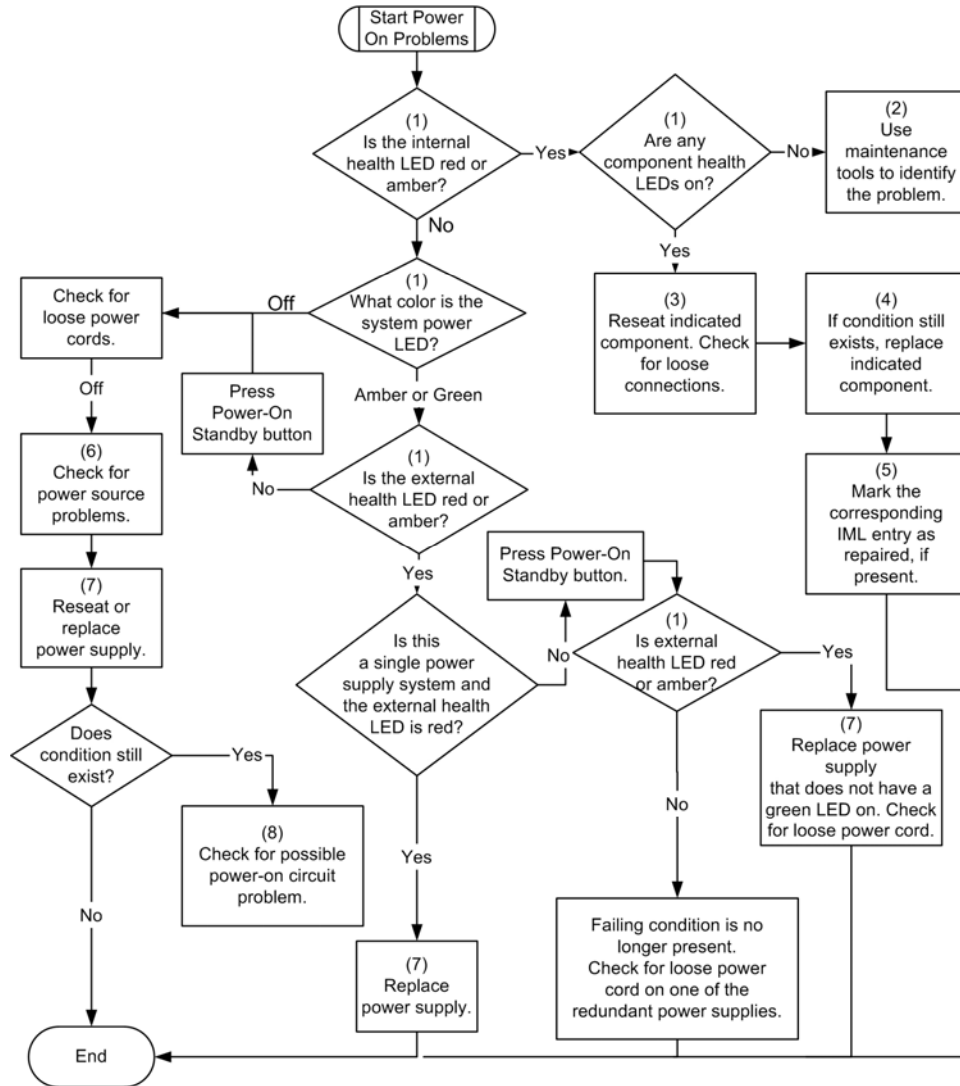 Start Power
On Problems
(1)
Is the internal
health LED red or
amber?
Yes
(1)
Are any
component health
LEDs on?
No
(2)
Use
maintenance
tools to identify
the problem.
No
Yes
Check for
loose power
cords.
Off
(1)
What color is the
system power
LED?
(3)
Reseat indicated
component. Check
for loose
connections.
(4)
If condition still
exists, replace
indicated
component.
Off
Press
Power-On
Standby button
Amber or Green
(6)
Check for
power source
problems.
No
(1)
Is the external
health LED red or
amber?
(5)
Mark the
corresponding
IML entry as
repaired, if
present.
Yes
Press Power-On
Standby button.
(7)
Reseat or
replace
power supply.
Is this
a single power
supply system and
the external health
LED is red?
No
(1)
Is external
health LED red
or amber?
Yes
Does
condition still
exist?
Yes
(7)
Replace power
supply
that does not have a
green LED on. Check
for loose power cord.
No
(8)
Check for possible
power-on circuit
problem.
Yes
No
Failing condition is no
longer present.
Check for loose power
cord on one of the
redundant power supplies.
(7)
Replace
power supply.
End